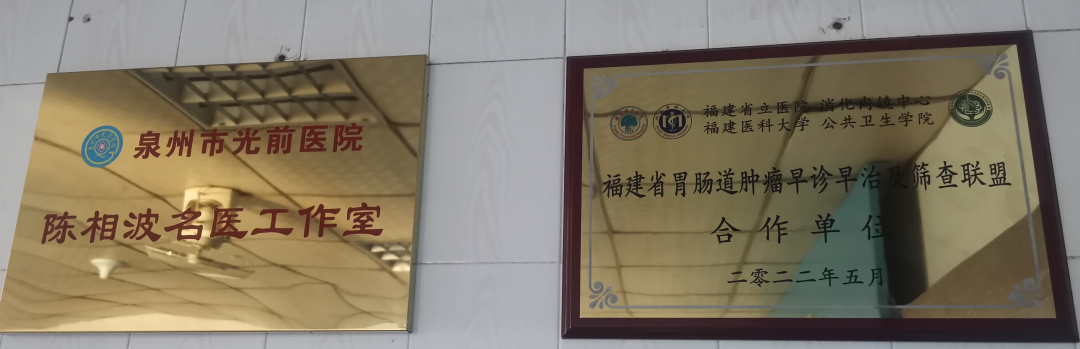 泉州市光前医院
陈相波名医工作室
福建省立医院 消化内镜中心
福建医科大学 公共卫生学院
福建省胃肠道肿瘤早诊早治及筛查联盟
合作单位
二零二二年五月